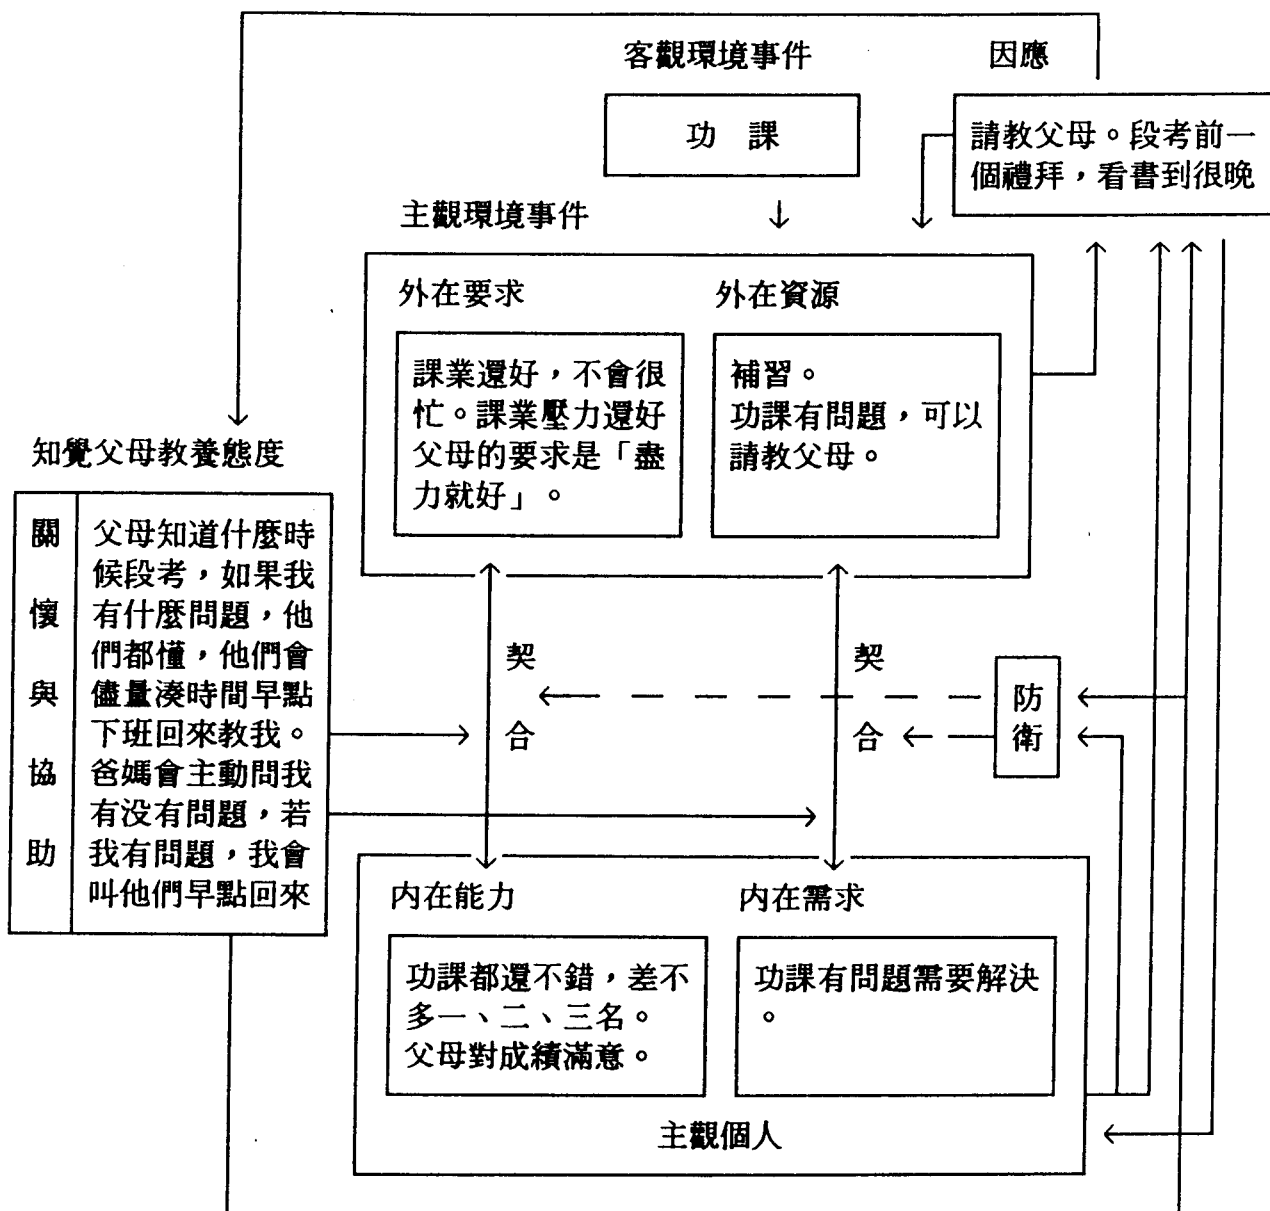 客觀環境事件
因應
功課
請教父母。段考前一
個禮拜，看書到很晚
主觀環境事件
外在要求
外在資源
課業還好，不會很
忙。課業壓力還好
父母的要求是「盡
力就好」。
補習。
功課有問題，可以
請教父母。
知覺父母教養態度
關懷與協助
父母知道什麼時
候段考，如果我
有什麼問題，他
們都懂，他們會
儘量湊時間早點
下班回來教我。
爸媽會主動問我
有没有問題，若
我有問題，我會
叫他們早點回來
契合
契合
防衛
内在能力
内在需求
功課都還不錯，差不
多一、二、三名。
父母對成績滿意。
功課有問題需要解決
。
主觀個人